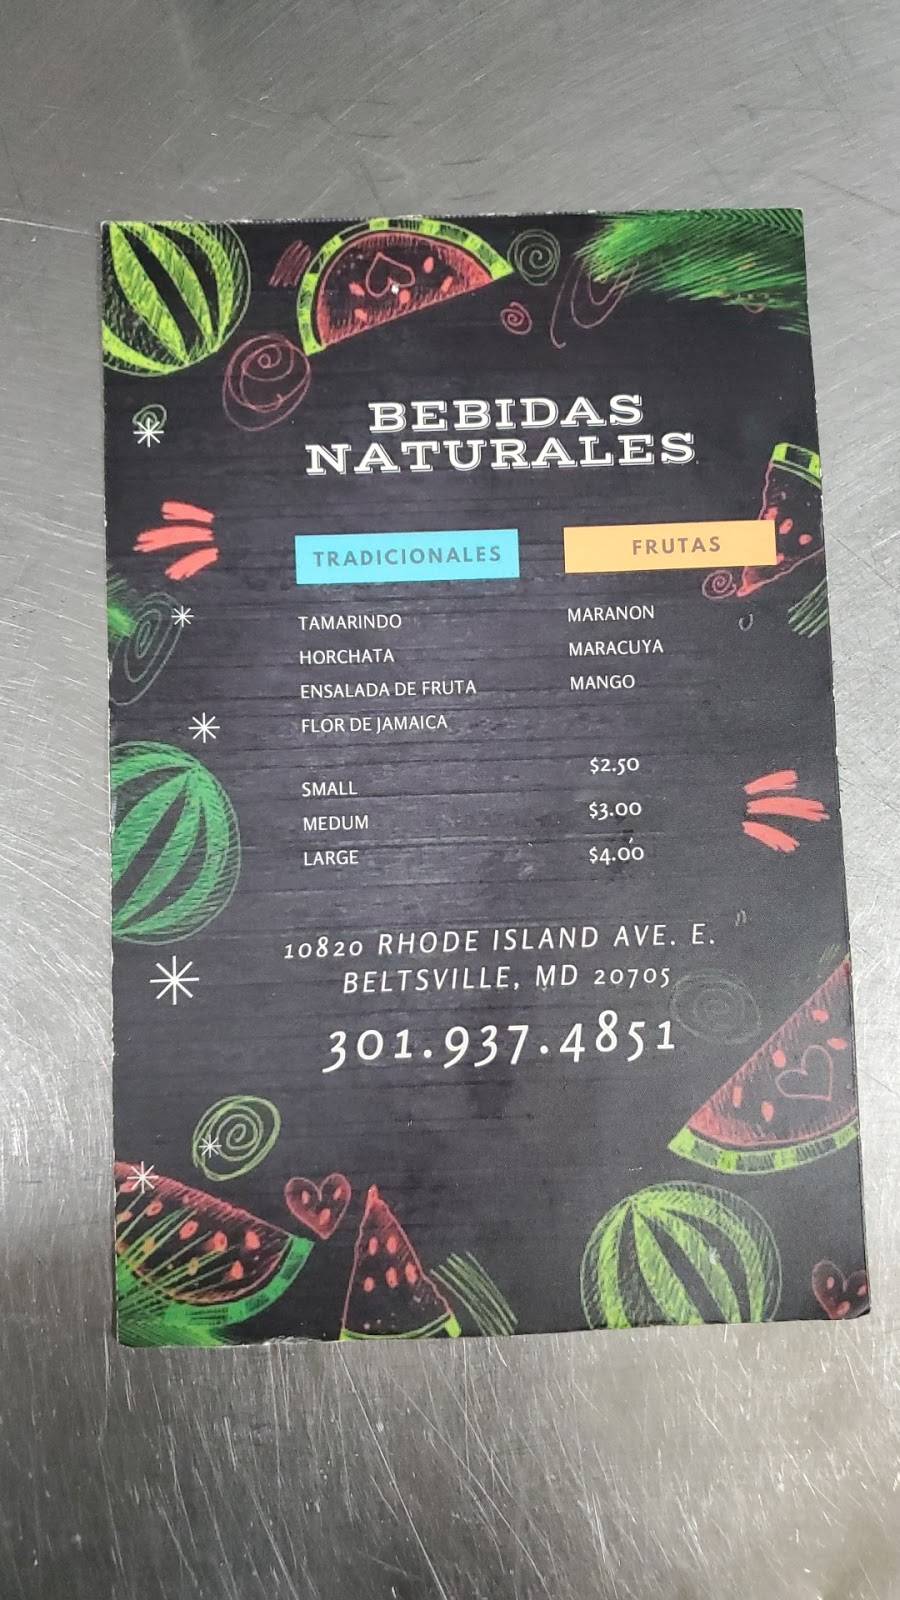 BEBIDAS
NATURALES
TRADICIONALES
TAMARINDO
HORCHATA
ENSALADA DE FRUTA
FLOR DE JAMAICA
FRUTAS
MARANON
MARACUYA
MANGO
SMALL $2.50
MEDUM $3.00
LARGE $4.00
10820 RHODE ISLAND AVE. E.
BELTSVILLE, MD 20705
301.937.4851